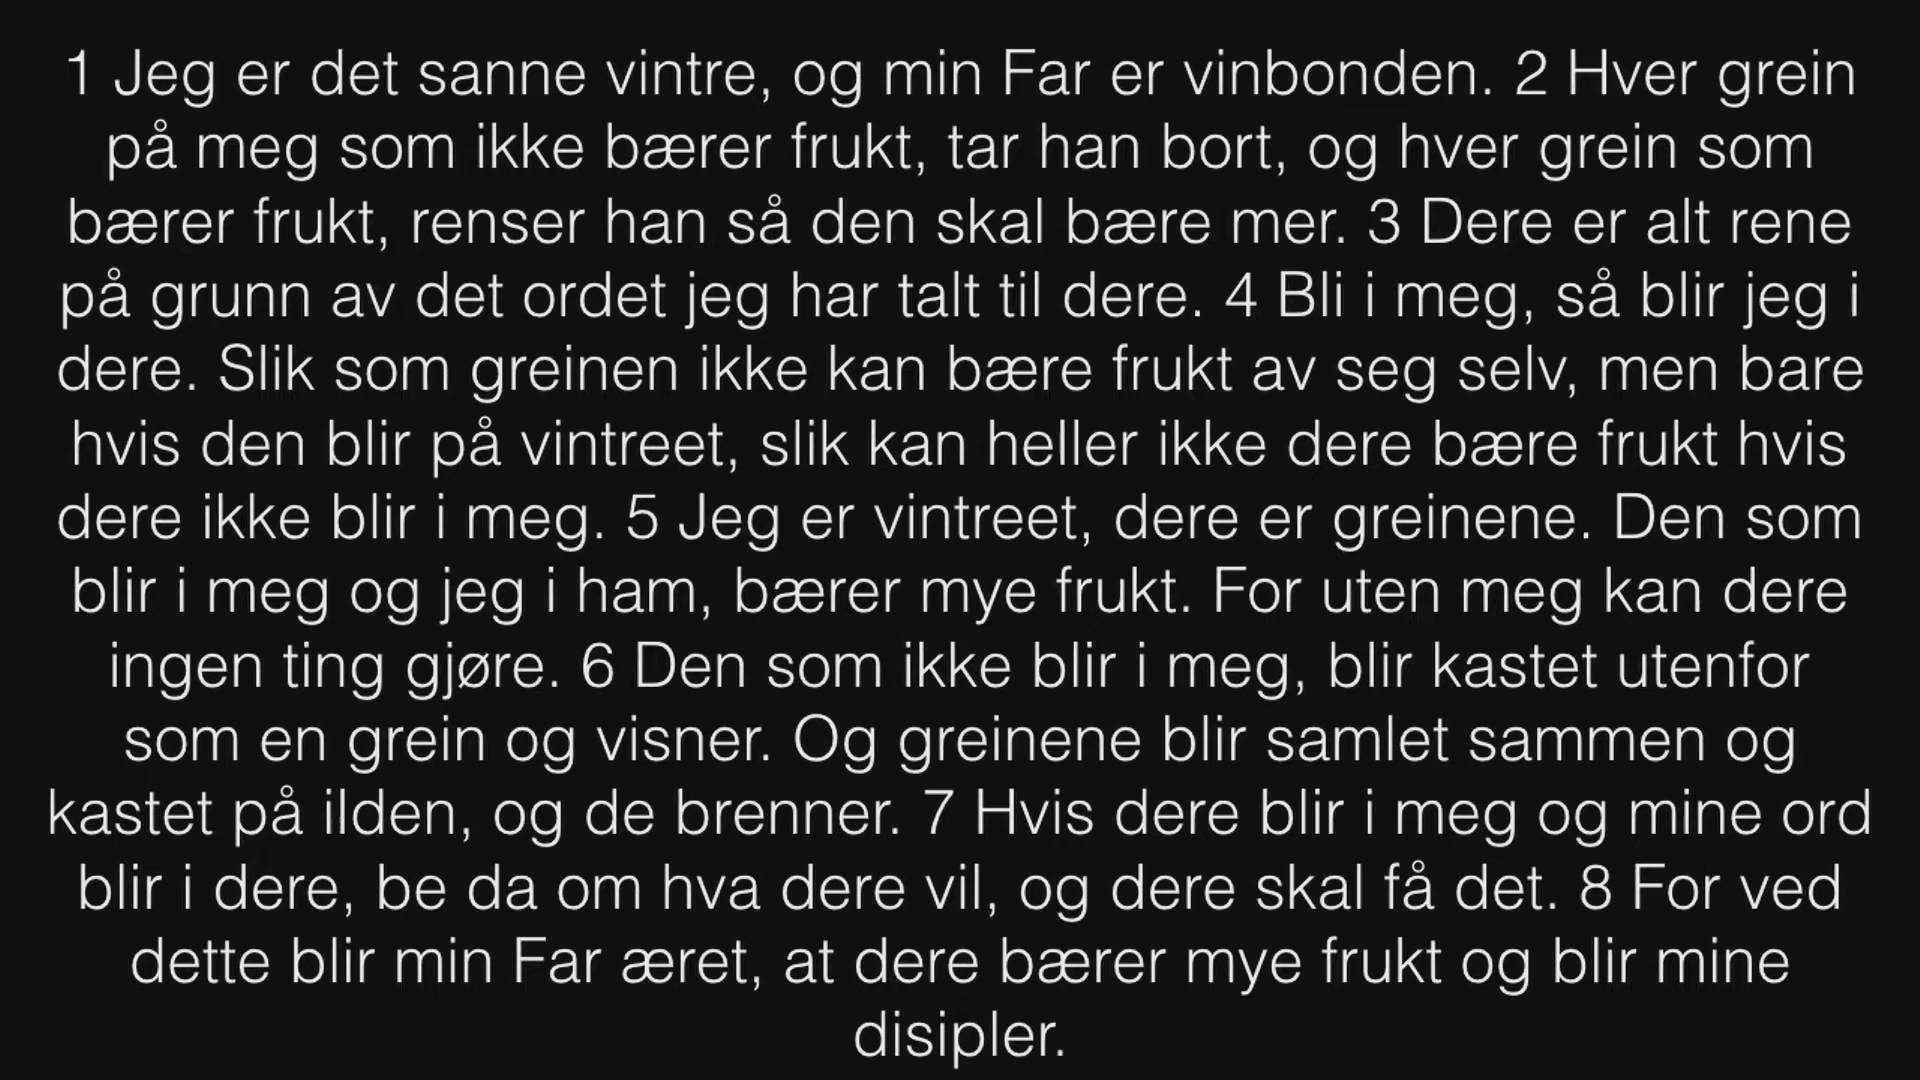 1 Jeg er det sanne vintre, og min Far er vinbonden. 2 Hver grein
på meg som ikke bærer frukt, tar han bort, og hver grein som
bærer frukt, renser han så den skal bære mer. 3 Dere er alt rene
på grunn av det ordet jeg har talt til dere. 4 Bli i meg, så blir jeg i
dere. Slik som greinen ikke kan bære frukt av seg selv, men bare
hvis den blir på vintreet, slik kan heller ikke dere bære frukt hvis
dere ikke blir i meg. 5 Jeg er vintreet, dere er greinene. Den som
blir i meg og jeg i ham, bærer mye frukt. For uten meg kan dere
ingen ting gjøre. 6 Den som ikke blir i meg, blir kastet utenfor
som en grein og visner. Og greinene blir samlet sammen og
kastet på ilden, og de brenner. 7 Hvis dere blir i meg og mine ord
blir i dere, be da om hva dere vil, og dere skal få det. 8 For ved
dette blir min Far æret, at dere bærer mye frukt og blir mine
disipler.